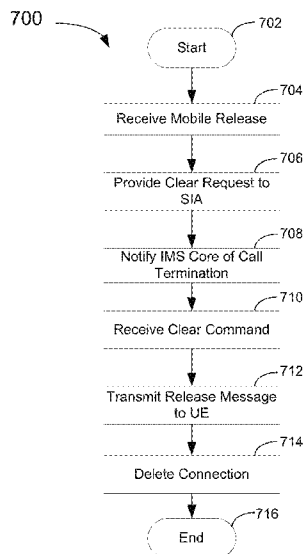 700
702
Start
704
Receive Mobile Release
706
Provide Clear Request to
SIA
708
Notify IMS Core of Call
Termination
710
Receive Clear Command
712
Transmit Release Message
to UE
714
Delete Connection
End
716